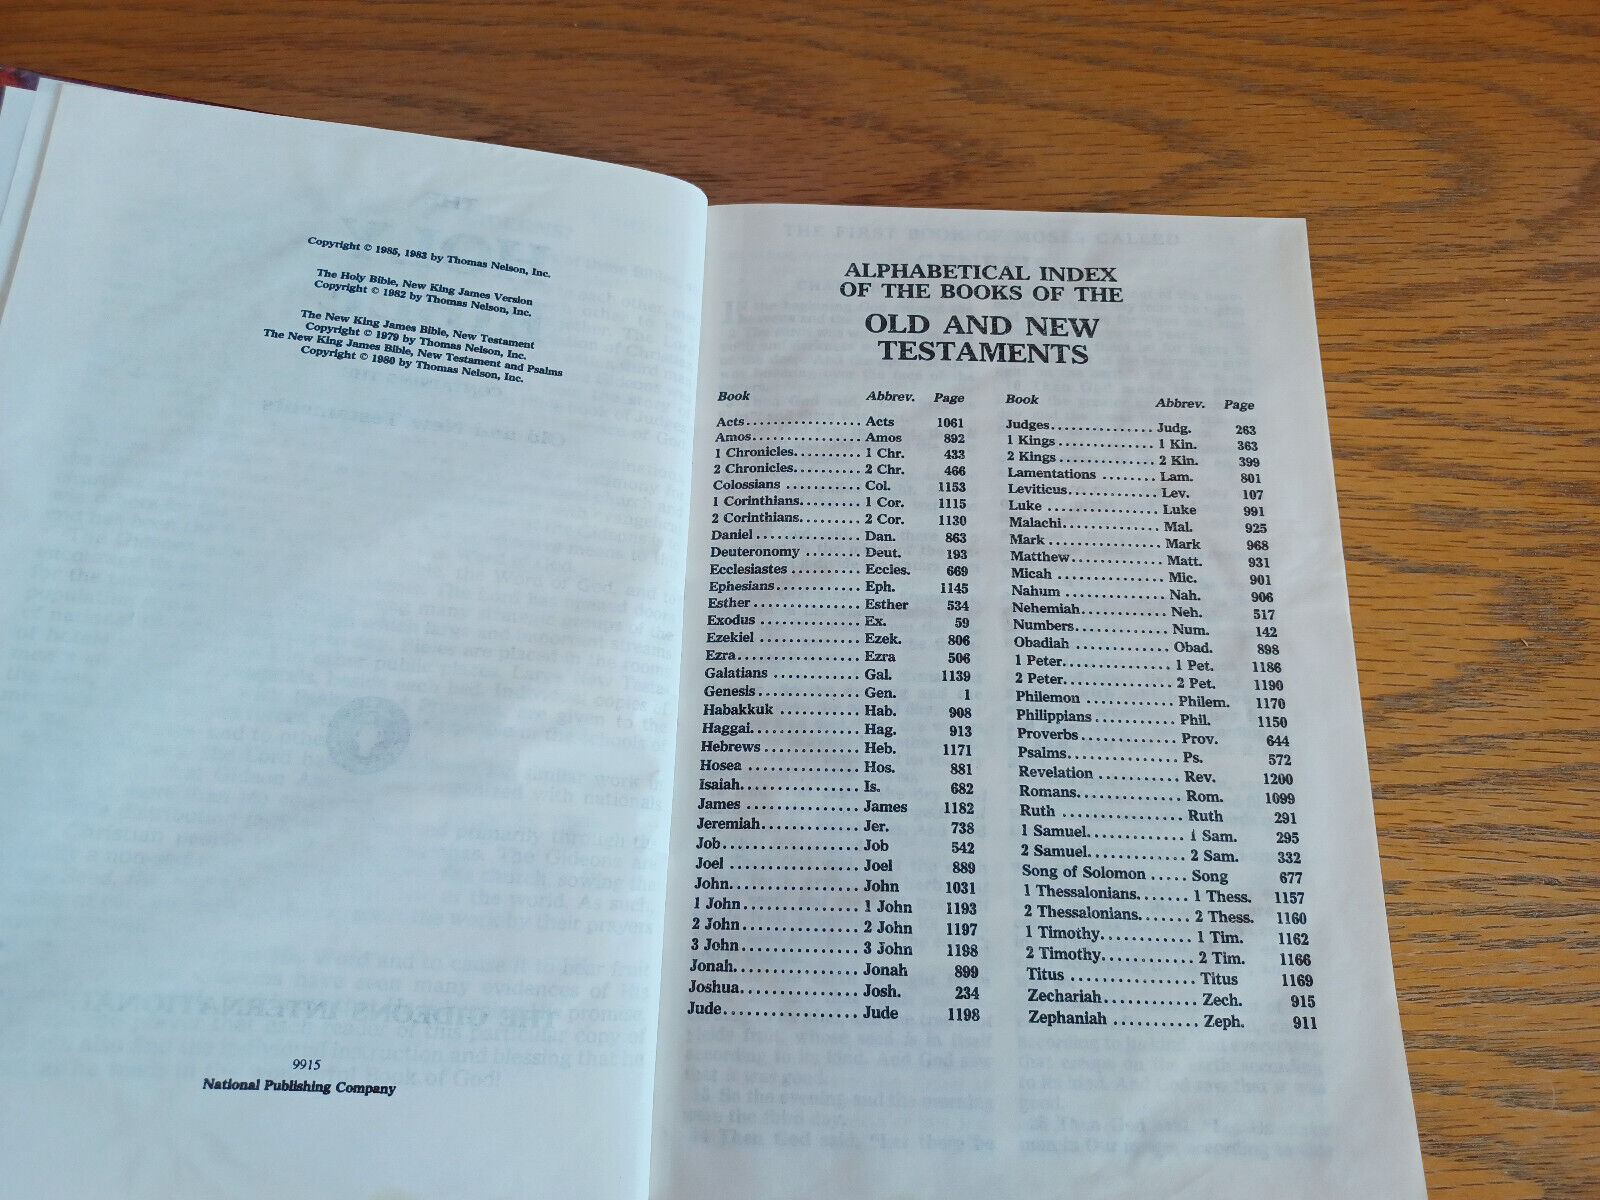 Copyright © 1985, 1983 by Thomas Nelson, Inc.
The Holy Bible, New King James Version
Copyright © 1982 by Thomas Nelson, Inc.
The New King James Bible, New Testament
Copyright © 1979 by Thomas Nelson, Inc.
The New King James Bible, New Testament and Psalms
Copyright © 1980 by Thomas Nelson, Inc.
9915
National Publishing Company
ALPHABETICAL INDEX
OF THE BOOKS OF THE
OLD AND NEW
TESTAMENTS
Book Abbrev. Page
Acts................. Acts 1061
Amos................ Amos 892
1 Chronicles.......... 1 Chr. 433
2 Chronicles.......... 2 Chr. 466
Colossians ........... Col. 1153
1 Corinthians......... 1 Cor. 1115
2 Corinthians......... 2 Cor. 1130
Daniel ............... Dan. 863
Deuteronomy ........ Deut. 193
Ecclesiastes .......... Eccles. 669
Ephesians............ Eph. 1145
Esther ............... Esther 534
Exodus .............. Ex. 59
Ezekiel .............. Ezek. 806
Ezra................. Ezra 506
Galatians ............ Gal. 1139
Genesis .............. Gen. 1
Habakkuk ........... Hab. 908
Haggai............... Hag. 913
Hebrews ............. Heb. 1171
Hosea ............... Hos. 881
Isaiah................ Is. 682
James ............... James 1182
Jeremiah............. Jer. 738
Job.................. Job 542
Joel ................. Joel 889
John................. John 1031
1 John ............... 1 John 1193
2 John ............... 2 John 1197
3 John ............... 3 John 1198
Jonah................ Jonah 899
Joshua............... Josh. 234
Jude................. Jude 1198
Book Abbrev. Page
Judges............... Judg. 263
1 Kings .............. 1 Kin. 363
2 Kings .............. 2 Kin. 399
Lamentations ........ Lam. 801
Leviticus............. Lev. 107
Luke ................ Luke 991
Malachi.............. Mal. 925
Mark ................ Mark 968
Matthew............. Matt. 931
Micah ............... Mic. 901
Nahum .............. Nah. 906
Nehemiah............ Neh. 517
Numbers............. Num. 142
Obadiah ............. Obad. 898
1 Peter............... 1 Pet. 1186
2 Peter............... 2 Pet. 1190
Philemon ............ Philem. 1170
Philippians ........... Phil. 1150
Proverbs............. Prov. 644
Psalms............... Ps. 572
Revelation ........... Rev. 1200
Romans.............. Rom. 1099
Ruth ................ Ruth 291
1 Samuel............. 1 Sam. 295
2 Samuel............. 2 Sam. 332
Song of Solomon ..... Song 677
1 Thessalonians....... 1 Thess. 1157
2 Thessalonians....... 2 Thess. 1160
1 Timothy............ 1 Tim. 1162
2 Timothy............ 2 Tim. 1166
Titus ................ Titus 1169
Zechariah............ Zech. 915
Zephaniah ........... Zeph. 911